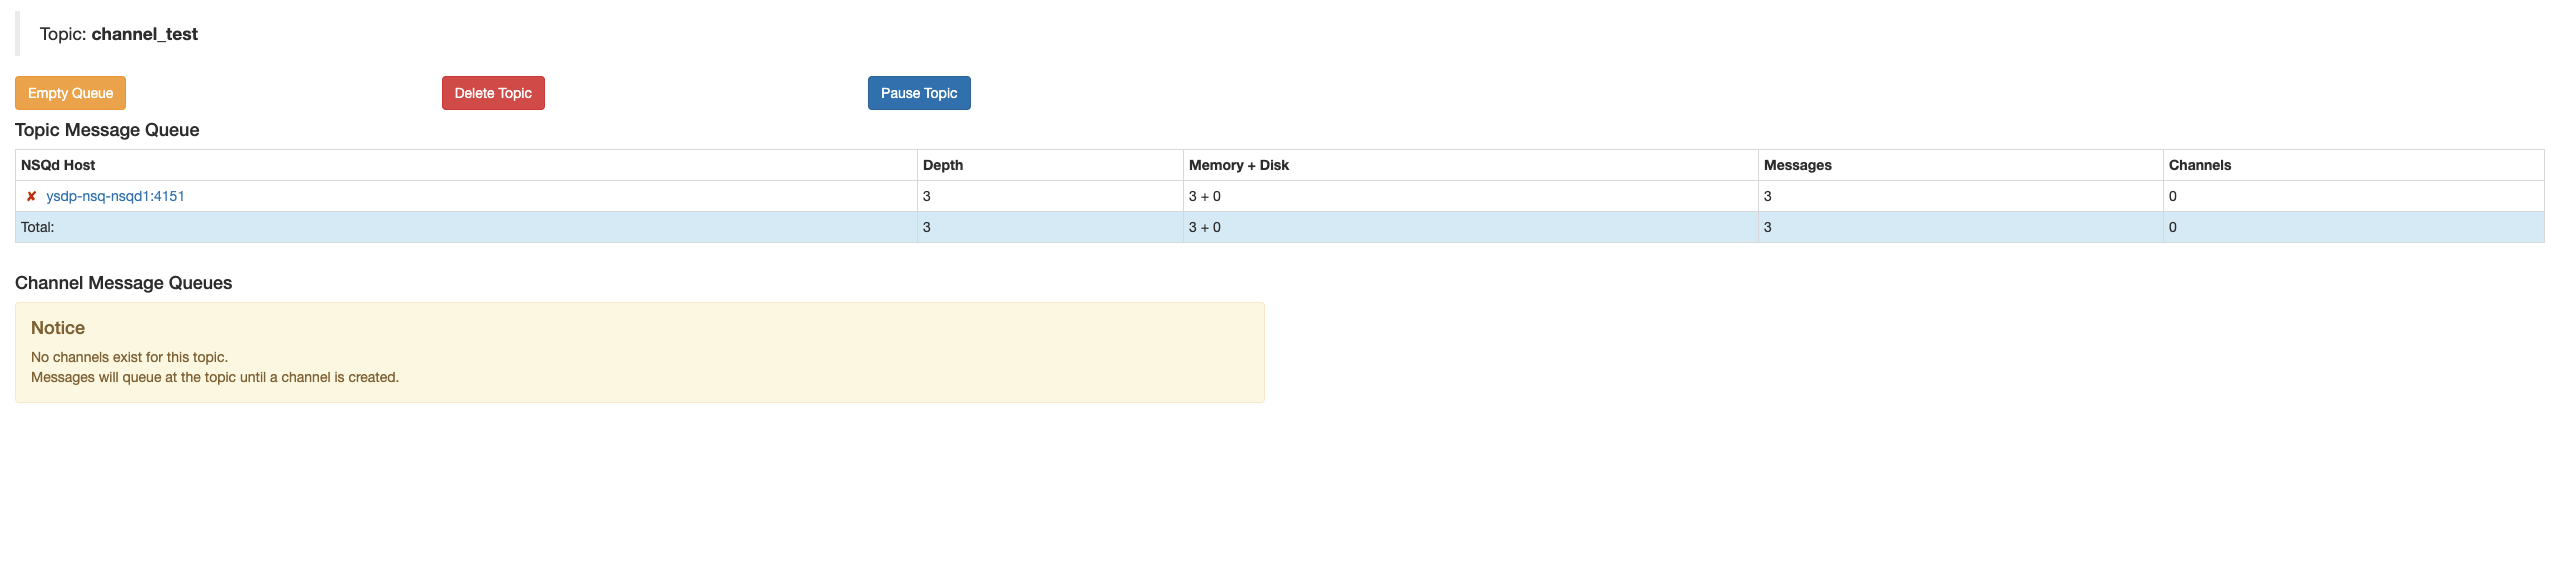 Topic: channel_test
Empty Queue Delete Topic Pause Topic
Topic Message Queue
NSQd Host Depth Memory + Disk Messages Channels
✘ ysdp-nsq-nsqd1:4151 3 3 + 0 3 0
Total: 3 3 + 0 3 0
Channel Message Queues
Notice
No channels exist for this topic.
Messages will queue at the topic until a channel is created.